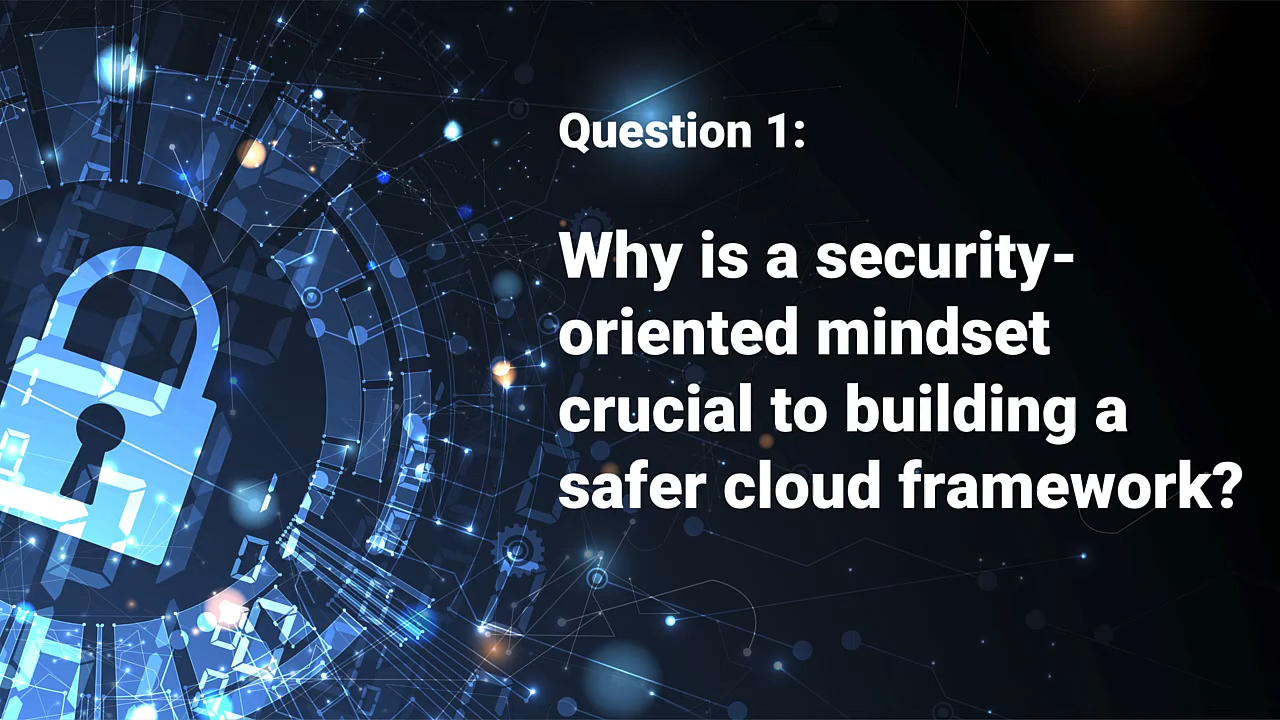 Question 1:
Why is a security-
oriented mindset
crucial to building a
safer cloud framework?